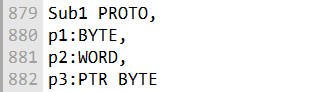 879 Sub1 PROTO,
880 p1:BYTE,
881 p2:WORD,
882 p3:PTR BYTE